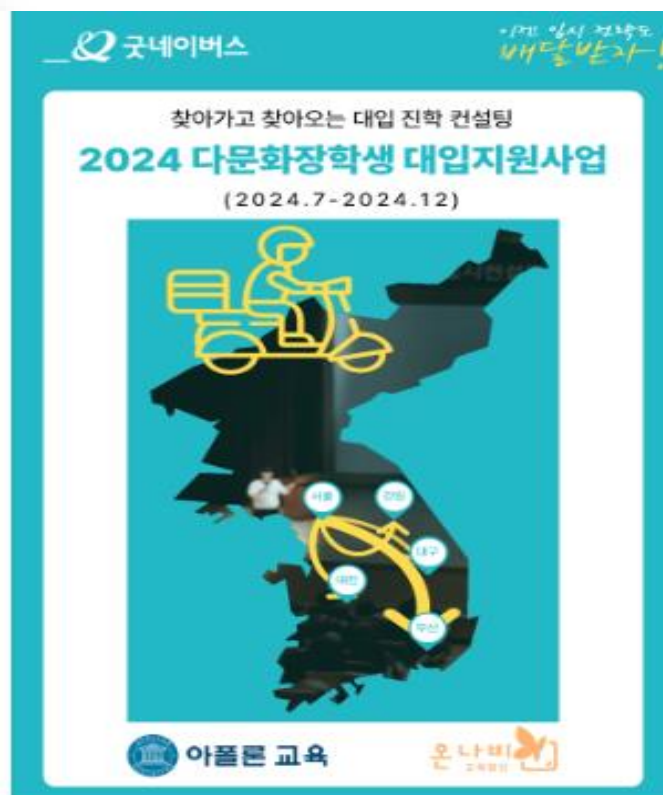 굿네이버스
이젠 입시 전략도
배달받자!
찾아가고 찾아오는 대입 진학 컨설팅
2024 다문화장학생 대입지원사업
(2024.7-2024.12)
서울
강릉
대구
대전
부산
아폴론 교육
온나비